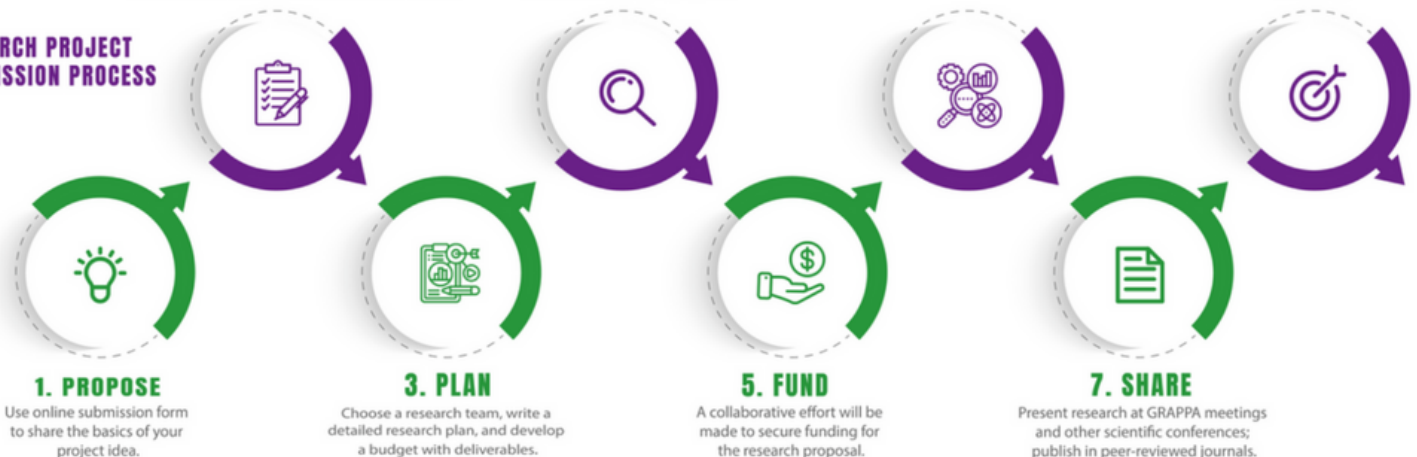 RCH PROJECT
ISSION PROCESS
1. PROPOSE
Use online submission form
to share the basics of your
project idea.
3. PLAN
Choose a research team, write a
detailed research plan, and develop
a budget with deliverables.
$
5. FUND
A collaborative effort will be
made to secure funding for
the research proposal.
7. SHARE
Present research at GRAPPA meetings
and other scientific conferences;
publish in peer-reviewed journals.